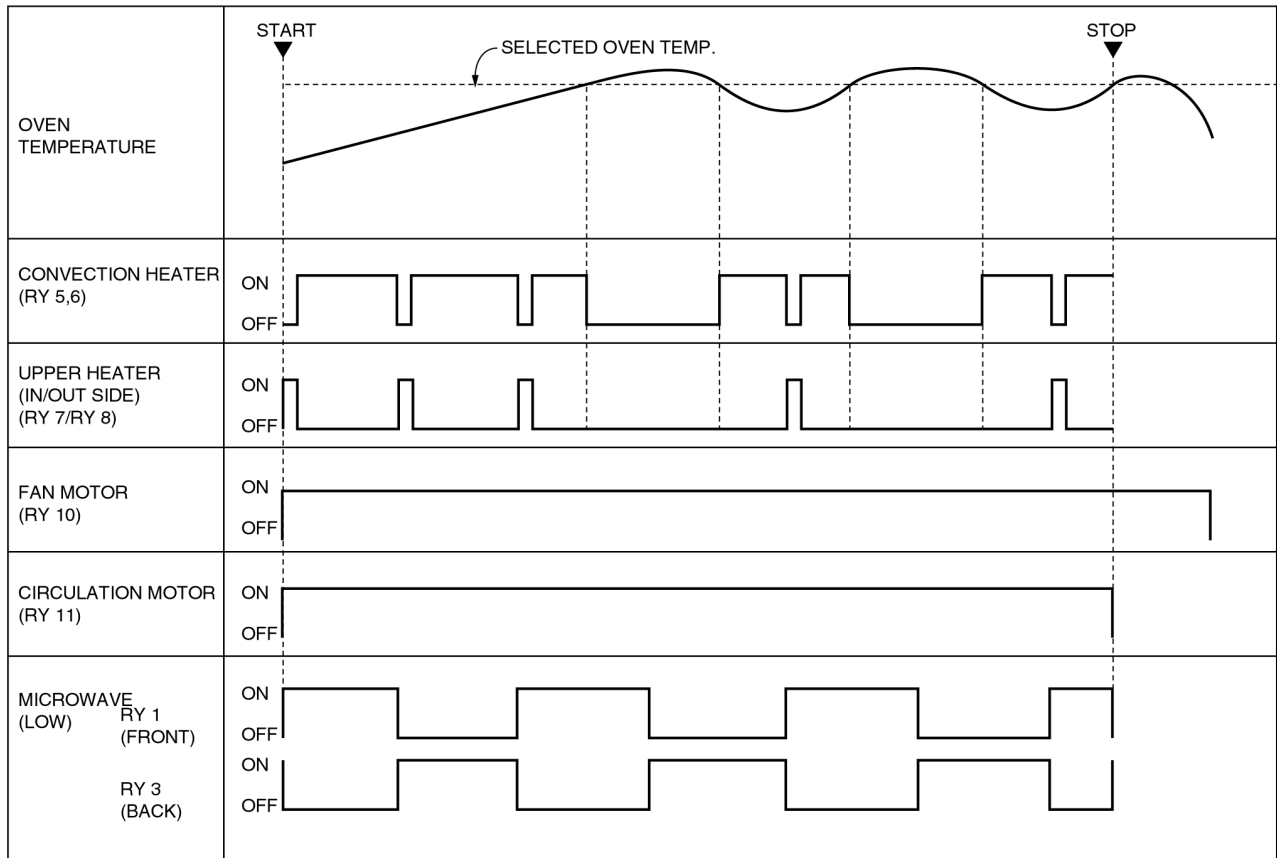 START
STOP
SELECTED OVEN TEMP.
OVEN
TEMPERATURE
CONVECTION HEATER
(RY 5,6)
ON
OFF
UPPER HEATER
(IN/OUT SIDE)
(RY 7/RY 8)
ON
OFF
FAN MOTOR
(RY 10)
ON
OFF
CIRCULATION MOTOR
(RY 11)
ON
OFF
MICROWAVE
(LOW)
RY 1
(FRONT)
ON
OFF
RY 3
(BACK)
ON
OFF